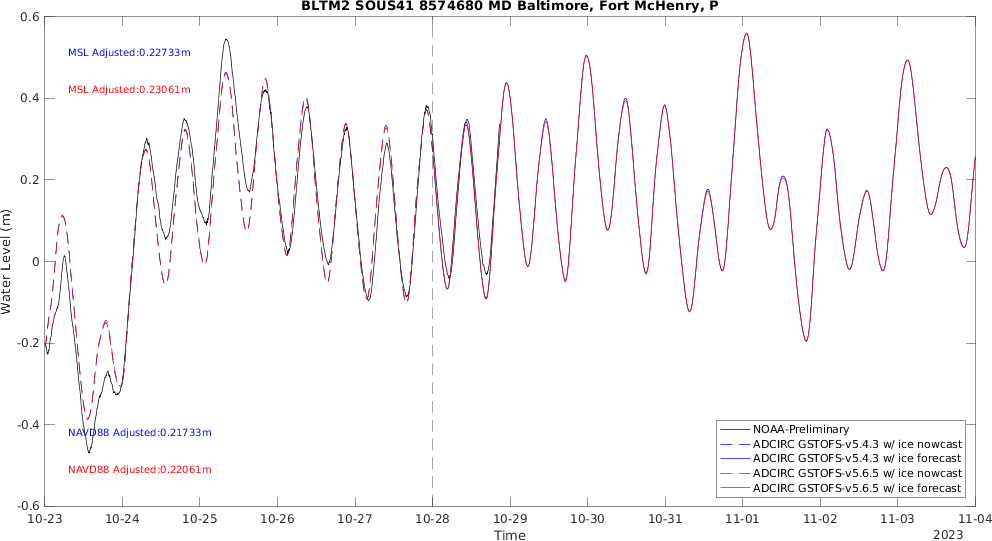 BLTM2 SOUS41 8574680 MD Baltimore, Fort McHenry, P
0.6
0.4
0.2
0
-0.2
-0.4
-0.6
Water Level (m)
MSL Adjusted:0.22733m
MSL Adjusted:0.23061m
NAVD88 Adjusted:0.21733m
NAVD88 Adjusted:0.22061m
NOAA-Preliminary
ADCIRC GSTOFS-v5.4.3 w/ ice nowcast
ADCIRC GSTOFS-v5.4.3 w/ ice forecast
ADCIRC GSTOFS-v5.6.5 w/ ice nowcast
ADCIRC GSTOFS-v5.6.5 w/ ice forecast
10-23 10-24 10-25 10-26 10-27 10-28 10-29 10-30 10-31 11-01 11-02 11-03 11-04
Time
2023